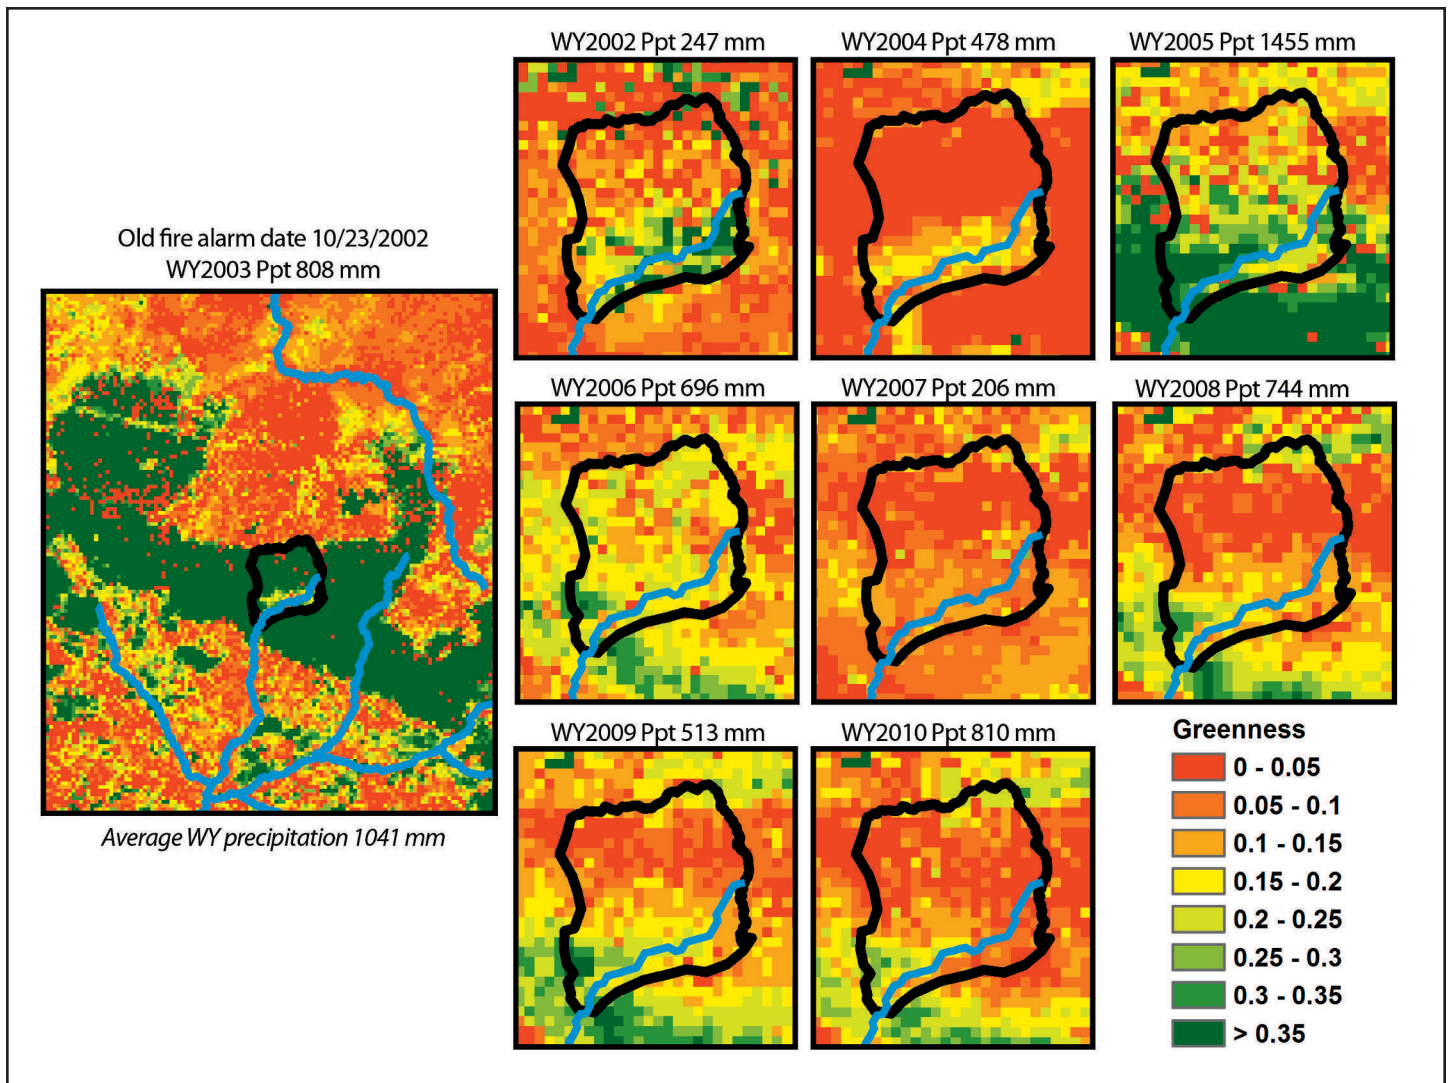 WY2002 Ppt 247 mm
WY2004 Ppt 478 mm
WY2005 Ppt 1455 mm
Old fire alarm date 10/23/2002
WY2003 Ppt 808 mm
Average WY precipitation 1041 mm
WY2006 Ppt 696 mm
WY2007 Ppt 206 mm
WY2008 Ppt 744 mm
WY2009 Ppt 513 mm
WY2010 Ppt 810 mm
Greenness
0 - 0.05
0.05 - 0.1
0.1 - 0.15
0.15 - 0.2
0.2 - 0.25
0.25 - 0.3
0.3 - 0.35
> 0.35